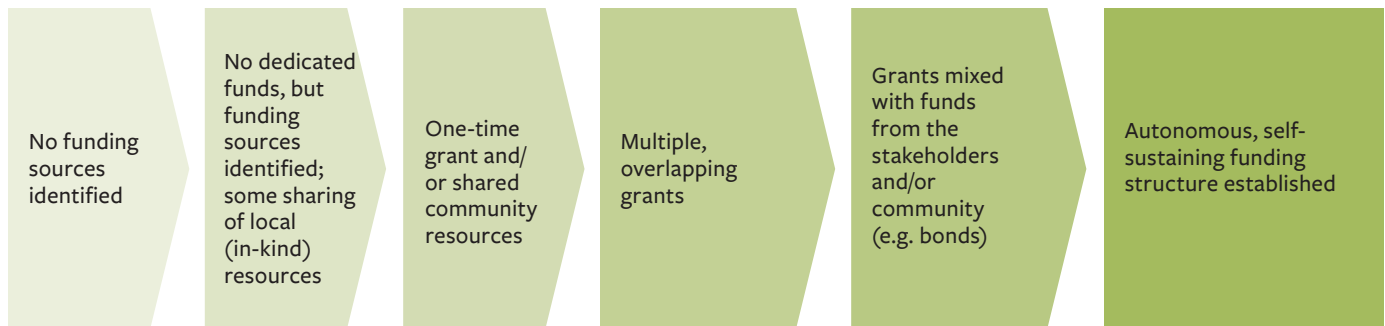 No funding
sources
identified
No dedicated
funds, but
funding
sources
identified;
some sharing
of local
(in-kind)
resources
One-time
grant and/
or shared
community
resources
Multiple,
overlapping
grants
Grants mixed
with funds
from the
stakeholders
and/or
community
(e.g. bonds)
Autonomous, self-
sustaining funding
structure established